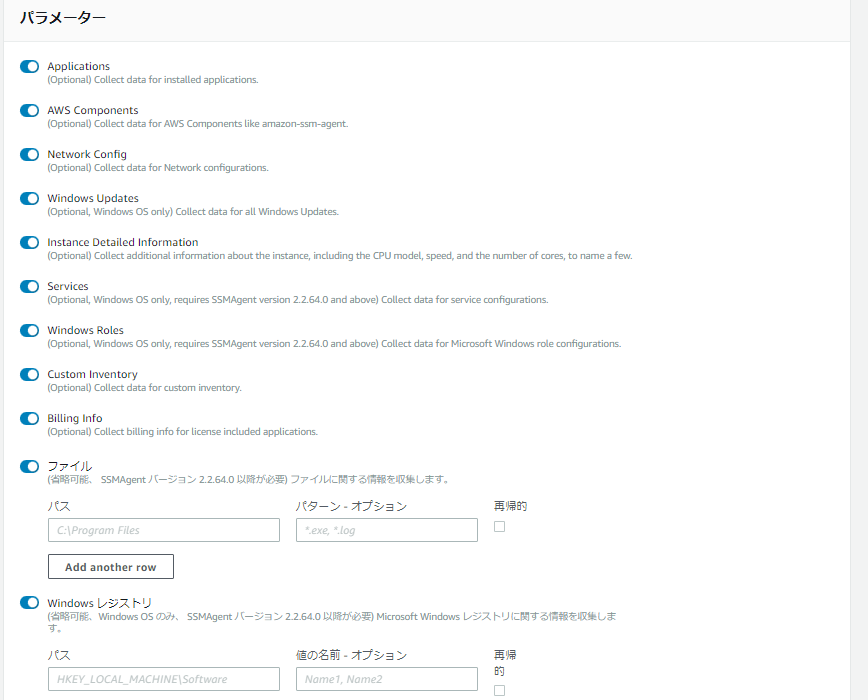 パラメーター
Applications
(Optional) Collect data for installed applications.
AWS Components
(Optional) Collect data for AWS Components like amazon-ssm-agent.
Network Config
(Optional) Collect data for Network configurations.
Windows Updates
(Optional, Windows OS only) Collect data for all Windows Updates.
Instance Detailed Information
(Optional) Collect additional information about the instance, including the CPU model, speed, and the number of cores, to name a few.
Services
(Optional, Windows OS only, requires SSMAgent version 2.2.64.0 and above) Collect data for service configurations.
Windows Roles
(Optional, Windows OS only, requires SSMAgent version 2.2.64.0 and above) Collect data for Microsoft Windows role configurations.
Custom Inventory
(Optional) Collect data for custom inventory.
Billing Info
(Optional) Collect billing info for license included applications.
ファイル
(省略可能、 SSMAgent バージョン 2.2.64.0 以降が必要) ファイルに関する情報を収集します。
パス パターン - オプション 再帰的
C:\Program Files *.exe, *.log
Add another row
Windows レジストリ
(省略可能、Windows OS のみ、 SSMAgent バージョン 2.2.64.0 以降が必要) Microsoft Windows レジストリに関する情報を収集しま
す。
パス 値の名前 - オプション 再帰
的
HKEY_LOCAL_MACHINE\Software Name1, Name2